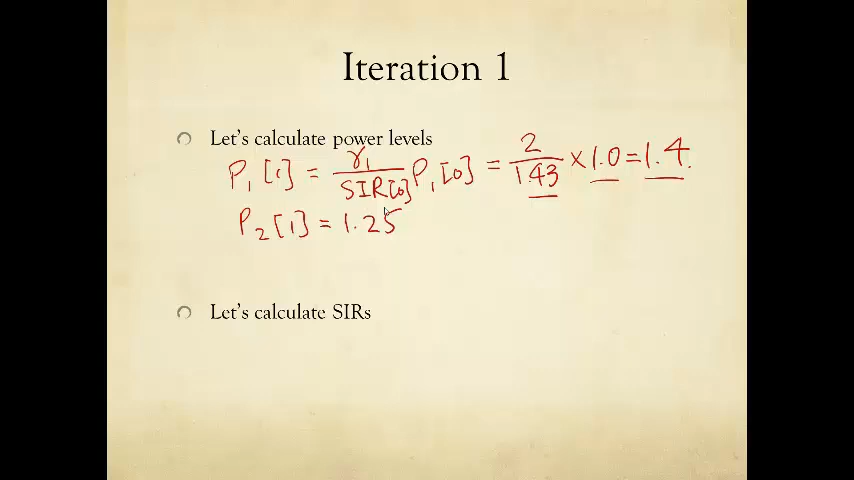 Iteration 1
Let's calculate power levels
P₁[1] = γ₁/SIR[0] P₁[0] = 2/1.43 × 1.0 = 1.4.
P₂[1] = 1.25
Let's calculate SIRs